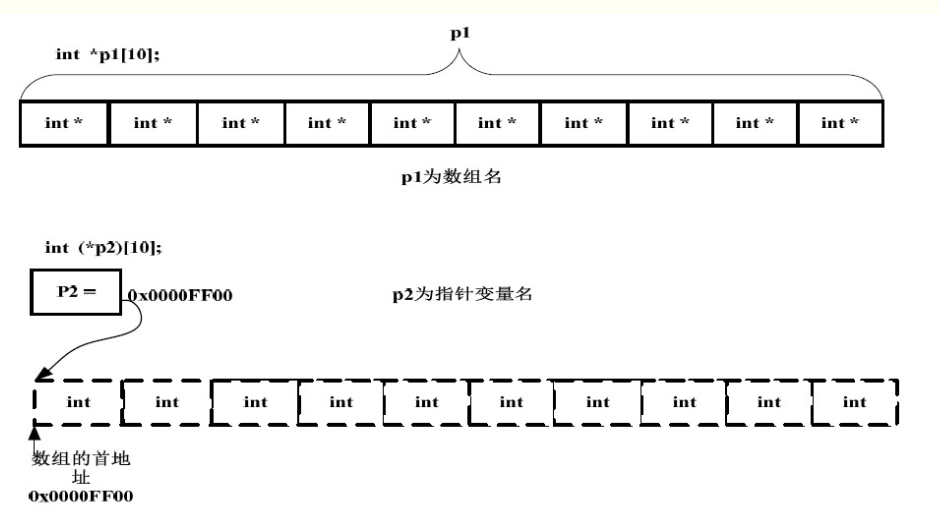 p1
int *p1[10];
int * int * int * int * int * int * int * int * int * int *
p1为数组名
int (*p2)[10];
P2 = 0x0000FF00 p2为指针变量名
int int int int int int int int int int
数组的首地
址
0x0000FF00